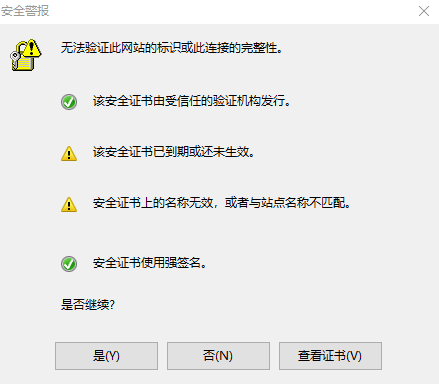 安全警报
无法验证此网站的标识或此连接的完整性。
该安全证书由受信任的验证机构发行。
该安全证书已到期或还未生效。
安全证书上的名称无效，或者与站点名称不匹配。
安全证书使用强签名。
是否继续?
是(Y)
否(N)
查看证书(V)